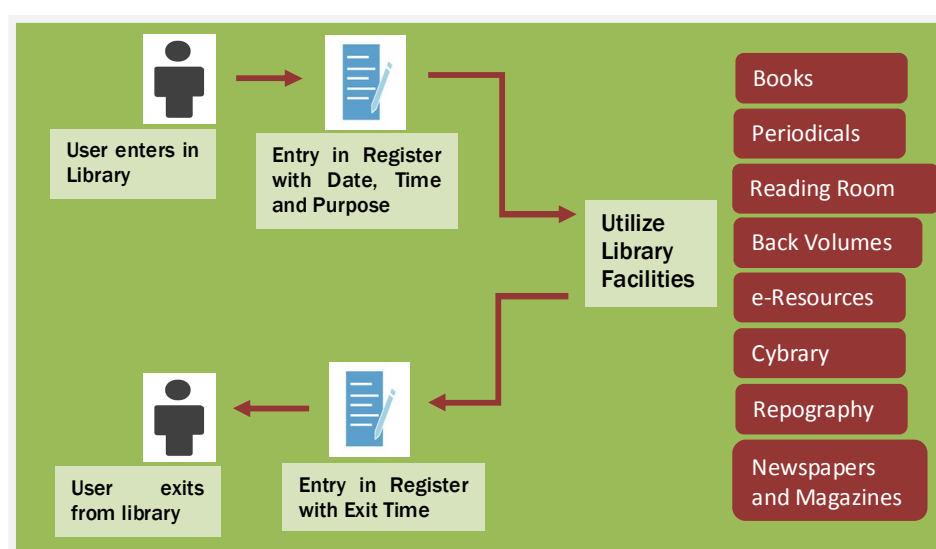 User enters in
Library
Entry in Register
with Date, Time
and Purpose
Utilize
Library
Facilities
Books
Periodicals
Reading Room
Back Volumes
e-Resources
Cybrary
Repography
Newspapers
and Magazines
Entry in Register
with Exit Time
User exits
from library